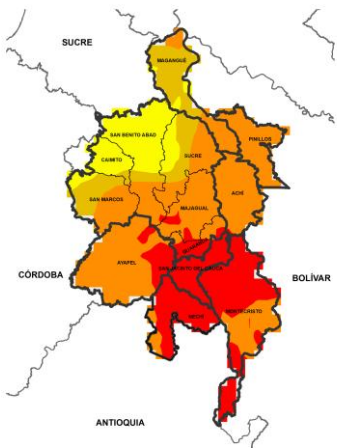 SUCRE
MAGANGUÉ
SAN BENITO ABAD
PINILLOS
CAIMITO
SUCRE
ACHÍ
SAN MARCOS
MAJAGUAL
AYAPEL
CÓRDOBA
BOLÍVAR
NECHÍ
MONTECRISTO
ANTIOQUIA